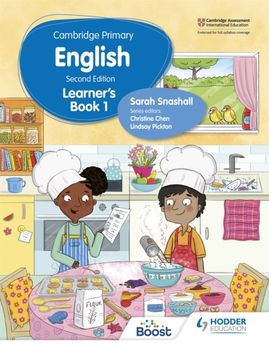 Cambridge Assessment
International Education
Endorsed for full syllabus coverage
Cambridge Primary
English
Second Edition
Learner's
Book 1
Sarah Snashall
Series editors:
Christine Chen
Lindsay Pickton
FLOUR
Boost
HODDER
EDUCATION